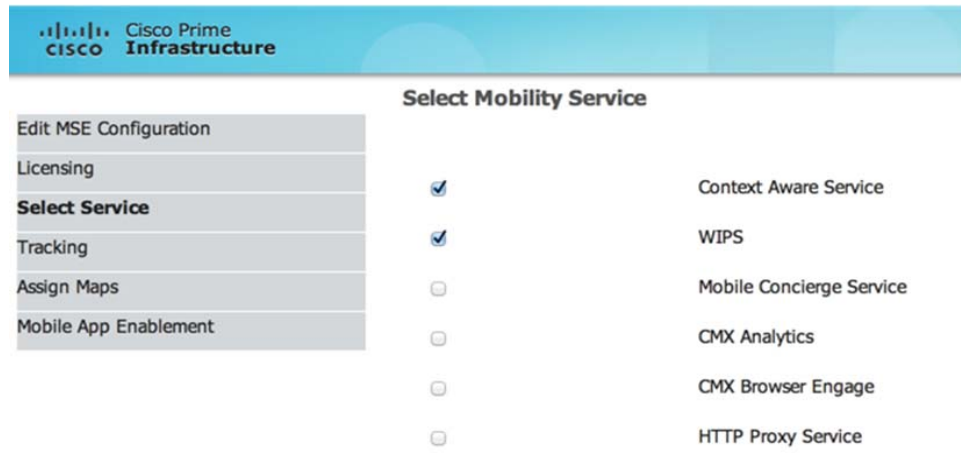 CISCO Cisco Prime
Infrastructure
Select Mobility Service
Edit MSE Configuration
Licensing
Select Service
Tracking
Assign Maps
Mobile App Enablement
Context Aware Service
WIPS
Mobile Concierge Service
CMX Analytics
CMX Browser Engage
HTTP Proxy Service